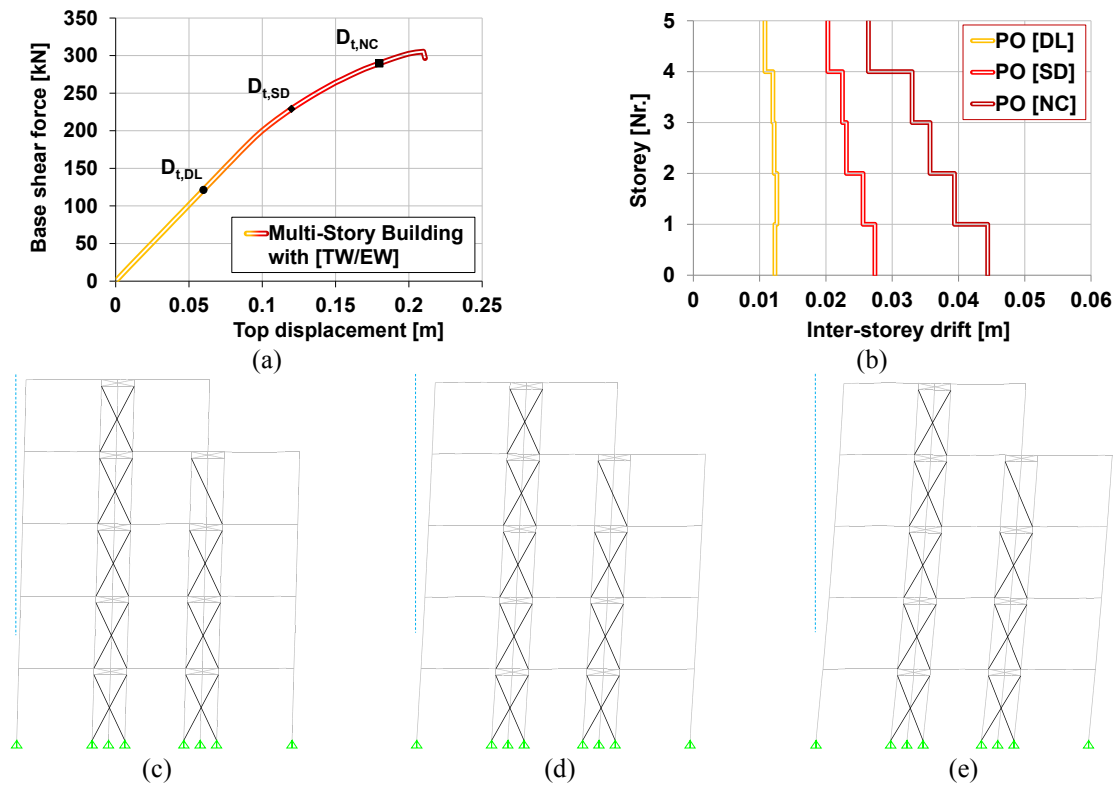 350
300
250
200
150
100
50
0
Base shear force [kN]
D_t,NC
D_t,SD
D_t,DL
Multi-Story Building
with [TW/EW]
0 0.05 0.1 0.15 0.2 0.25
Top displacement [m]
(a)
5
4
3
2
1
0
Storey [Nr.]
PO [DL]
PO [SD]
PO [NC]
0 0.01 0.02 0.03 0.04 0.05 0.06
Inter-storey drift [m]
(b)
(c)
(d)
(e)